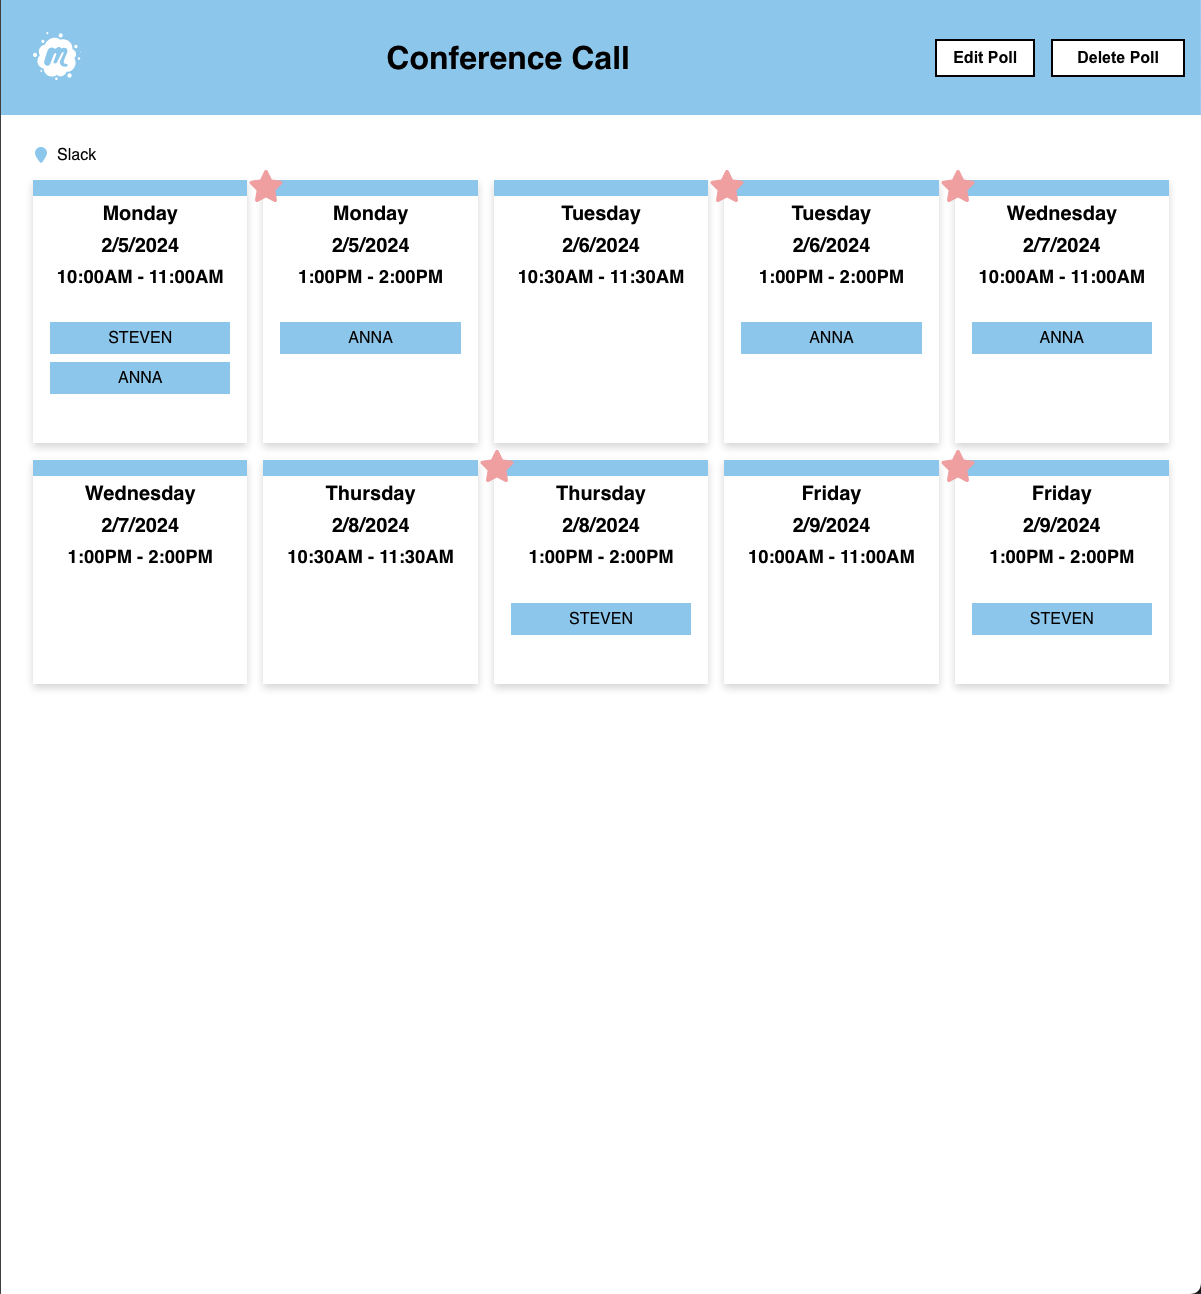 m
Conference Call
Edit Poll
Delete Poll
Slack
Monday
2/5/2024
10:00AM - 11:00AM
STEVEN
ANNA
Monday
2/5/2024
1:00PM - 2:00PM
ANNA
Tuesday
2/6/2024
10:30AM - 11:30AM
Tuesday
2/6/2024
1:00PM - 2:00PM
ANNA
Wednesday
2/7/2024
10:00AM - 11:00AM
ANNA
Wednesday
2/7/2024
1:00PM - 2:00PM
Thursday
2/8/2024
10:30AM - 11:30AM
Thursday
2/8/2024
1:00PM - 2:00PM
STEVEN
Friday
2/9/2024
10:00AM - 11:00AM
Friday
2/9/2024
1:00PM - 2:00PM
STEVEN